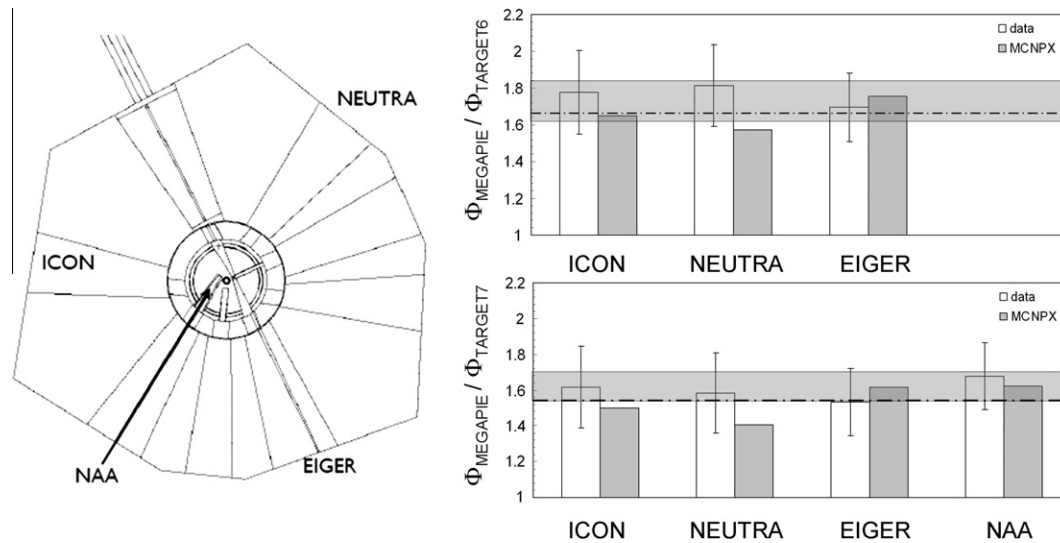 NEUTRA
ICON
NAA
EIGER
Φ_MEGAPIE / Φ_TARGET6
2.2
2
1.8
1.6
1.4
1.2
1
data
MCNPX
ICON NEUTRA EIGER
Φ_MEGAPIE / Φ_TARGET7
2.2
2
1.8
1.6
1.4
1.2
1
data
MCNPX
ICON NEUTRA EIGER NAA